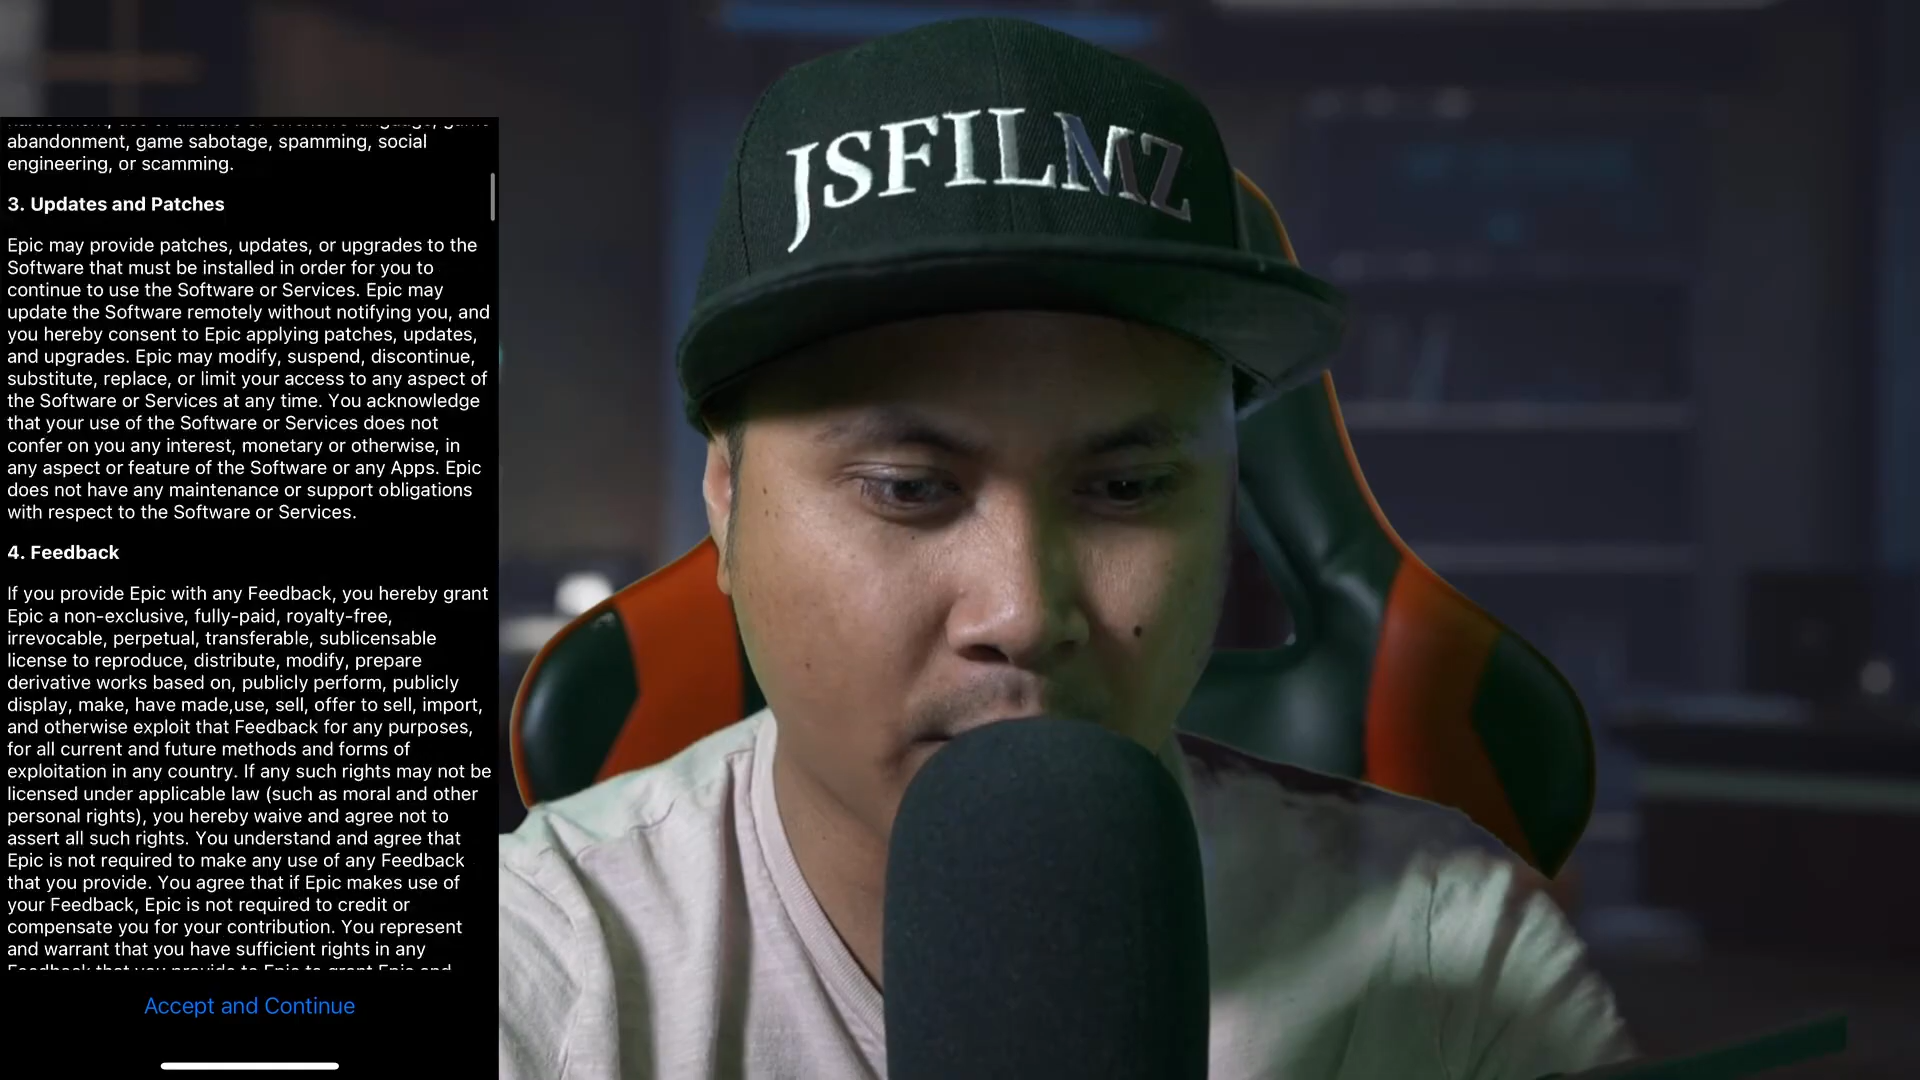 abandonment, game sabotage, spamming, social
engineering, or scamming.
3. Updates and Patches
Epic may provide patches, updates, or upgrades to the
Software that must be installed in order for you to
continue to use the Software or Services. Epic may
update the Software remotely without notifying you, and
you hereby consent to Epic applying patches, updates,
and upgrades. Epic may modify, suspend, discontinue,
substitute, replace, or limit your access to any aspect of
the Software or Services at any time. You acknowledge
that your use of the Software or Services does not
confer on you any interest, monetary or otherwise, in
any aspect or feature of the Software or any Apps. Epic
does not have any maintenance or support obligations
with respect to the Software or Services.
4. Feedback
If you provide Epic with any Feedback, you hereby grant
Epic a non-exclusive, fully-paid, royalty-free,
irrevocable, perpetual, transferable, sublicensable
license to reproduce, distribute, modify, prepare
derivative works based on, publicly perform, publicly
display, make, have made,use, sell, offer to sell, import,
and otherwise exploit that Feedback for any purposes,
for all current and future methods and forms of
exploitation in any country. If any such rights may not be
licensed under applicable law (such as moral and other
personal rights), you hereby waive and agree not to
assert all such rights. You understand and agree that
Epic is not required to make any use of any Feedback
that you provide. You agree that if Epic makes use of
your Feedback, Epic is not required to credit or
compensate you for your contribution. You represent
and warrant that you have sufficient rights in any
Feedback that you provide to Epic to grant Epic and
Accept and Continue
JSFILMZ